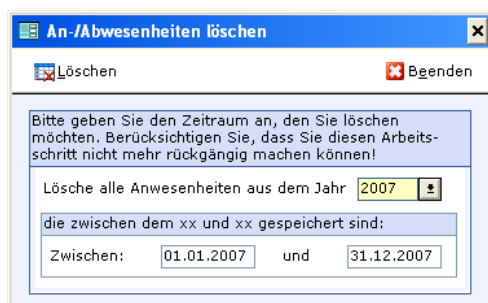 An-/Abwesenheiten löschen
Löschen Beenden
Bitte geben Sie den Zeitraum an, den Sie löschen
möchten. Berücksichtigen Sie, dass Sie diesen Arbeits-
schritt nicht mehr rückgängig machen können!
Lösche alle Anwesenheiten aus dem Jahr 2007
die zwischen dem xx und xx gespeichert sind:
Zwischen: 01.01.2007 und 31.12.2007